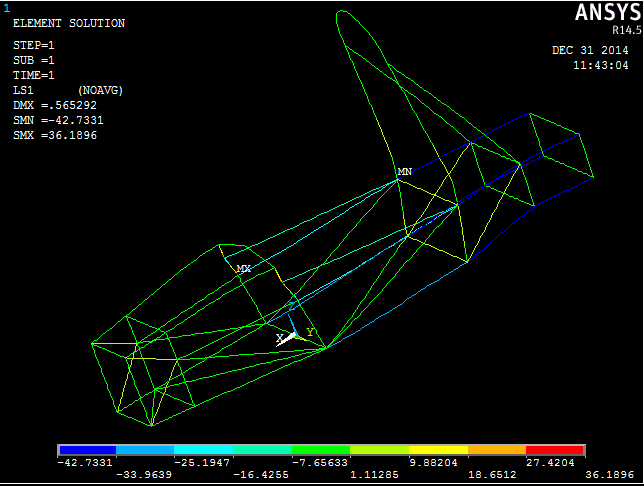 1
ELEMENT SOLUTION
ANSYS
R14.5
DEC 31 2014
11:43:04
STEP=1
SUB =1
TIME=1
LS1 (NOAVG)
DMX =.565292
SMN =-42.7331
SMX =36.1896
MN
MX
Z
Y
X
-42.7331 -25.1947 -7.65633 9.88204 27.4204
-33.9639 -16.4255 1.11285 18.6512 36.1896